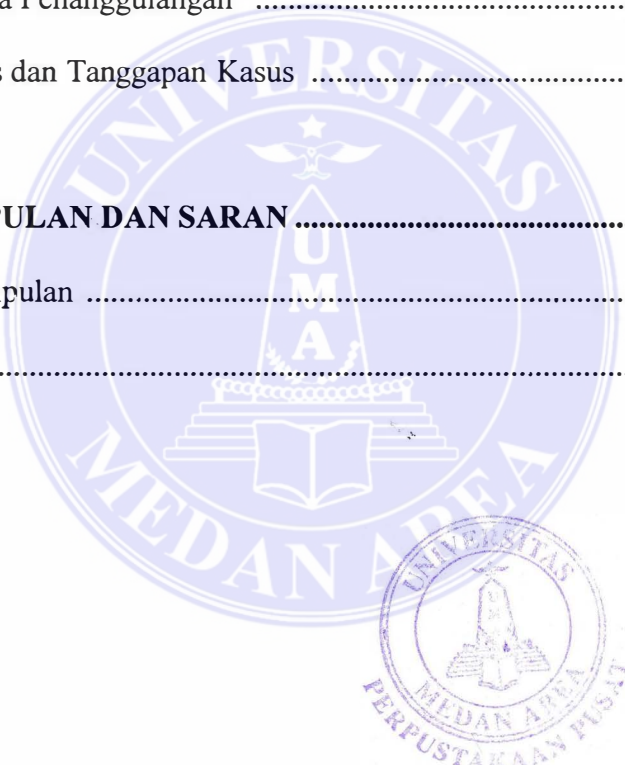 a Penanggulangan ........................................
s dan Tanggapan Kasus ........................................
PULAN DAN SARAN ........................................
pulan ........................................
........................................
UNIVERSITAS
UMA
MEDAN AREA
UNIVERSITAS
MEDAN AREA
PERPUSTAKAAN PUSAT